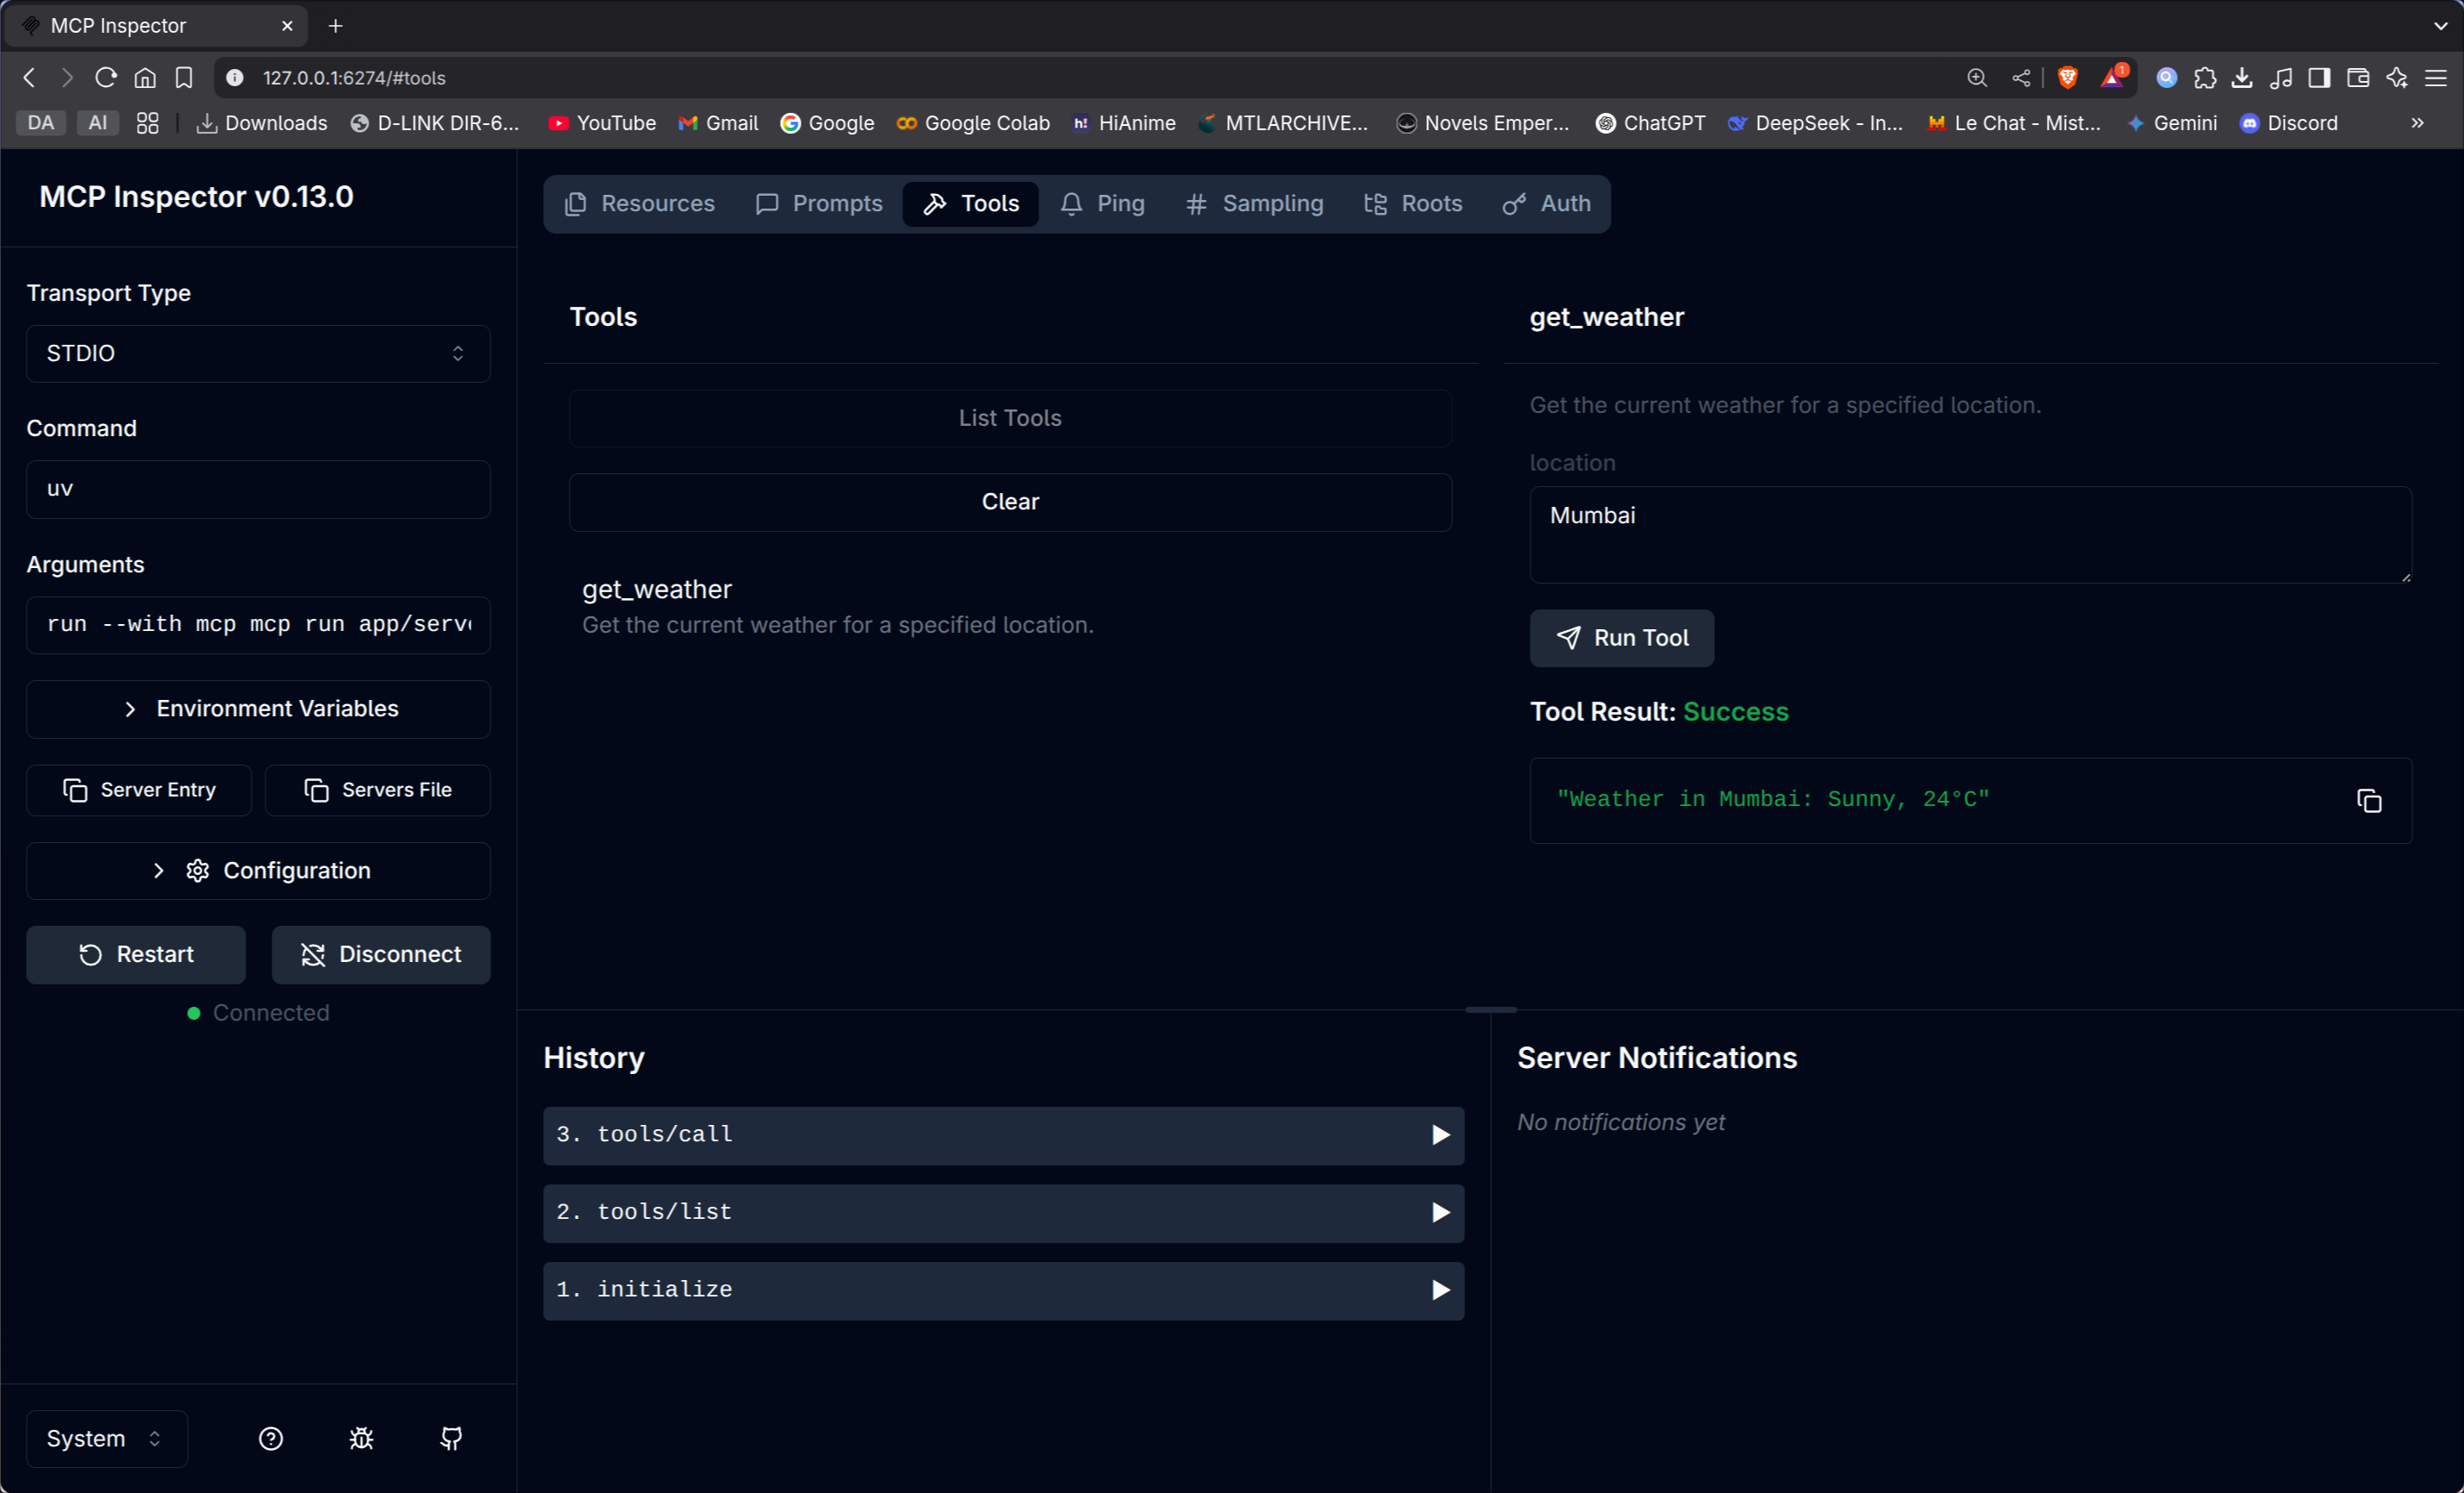 MCP Inspector
127.0.0.1:6274/#tools
1
DA AI Downloads D-LINK DIR-6... YouTube Gmail Google Google Colab HiAnime MTLARCHIVE... Novels Emper... ChatGPT DeepSeek - In... Le Chat - Mist... Gemini Discord
MCP Inspector v0.13.0
Transport Type
STDIO
Command
uv
Arguments
run --with mcp mcp run app/serve
Environment Variables
Server Entry Servers File
Configuration
Restart Disconnect
Connected
System
Resources Prompts Tools Ping Sampling Roots Auth
Tools
List Tools
Clear
get_weather
Get the current weather for a specified location.
get_weather
Get the current weather for a specified location.
location
Mumbai
Run Tool
Tool Result: Success
"Weather in Mumbai: Sunny, 24°C"
History
3. tools/call
2. tools/list
1. initialize
Server Notifications
No notifications yet